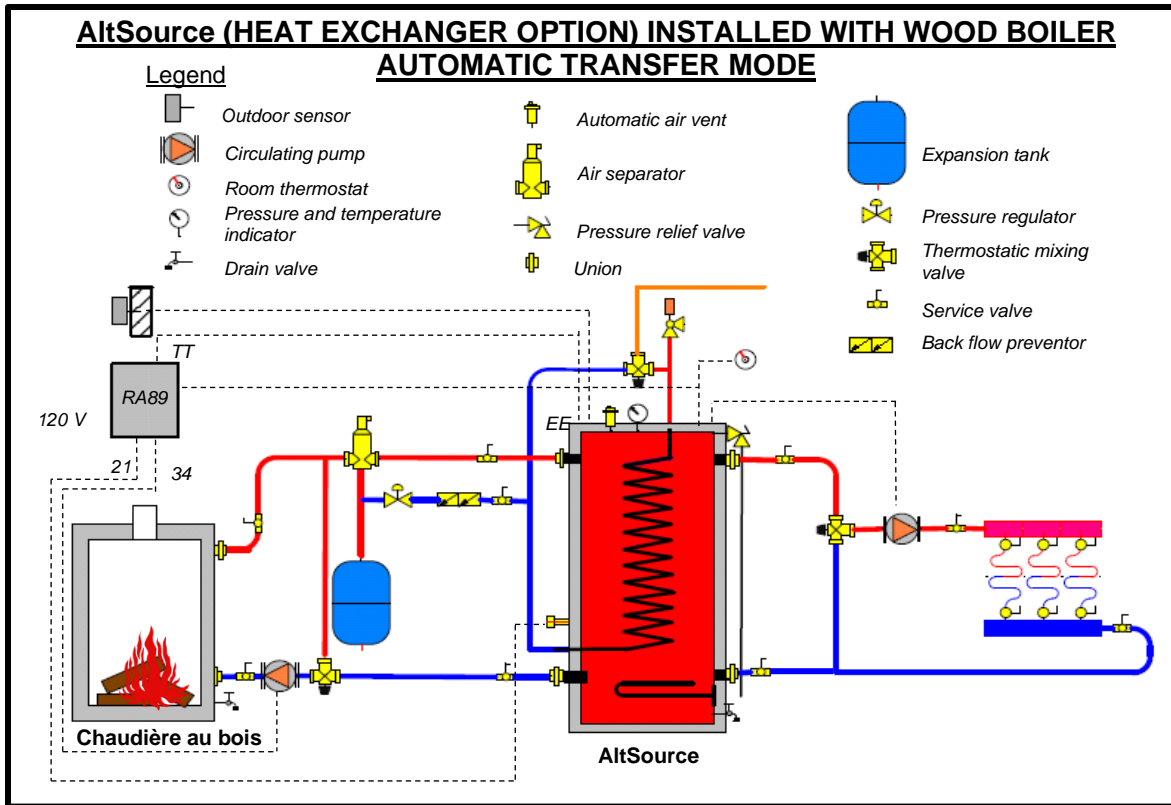 AltSource (HEAT EXCHANGER OPTION) INSTALLED WITH WOOD BOILER
AUTOMATIC TRANSFER MODE
Legend
Outdoor sensor
Circulating pump
Room thermostat
Pressure and temperature
indicator
Drain valve
Automatic air vent
Air separator
Pressure relief valve
Union
Expansion tank
Pressure regulator
Thermostatic mixing
valve
Service valve
Back flow preventor
TT
RA89
120 V
21
34
EE
Chaudière au bois
AltSource